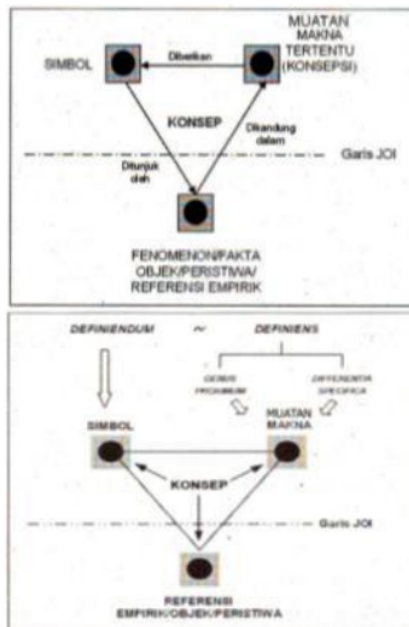 MUATAN
MAKNA
TERTENTU
(KONSEPSI)
SIMBOL
Diberikan
KONSEP
Dikandung
dalam
Garis JOI
Ditunjuk
oleh
FENOMENON/FAKTA
OBJEK/PERISTIWA/
REFERENSI EMPIRIK
DEFINIENDUM ~ DEFINIENS
GENUS
PROXIMUM
DIFFERENTIA
SPECIFICA
SIMBOL
MUATAN
MAKNA
KONSEP
Garis JOI
REFERENSI
EMPIRIK/OBJEK/PERISTIWA